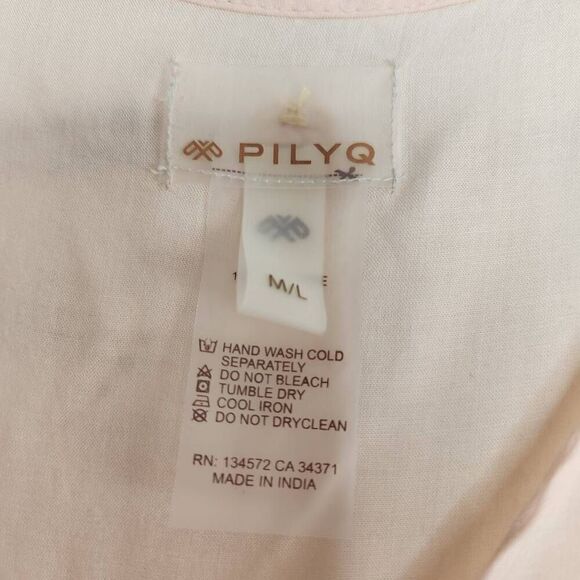 PILYQ
M/L
HAND WASH COLD
SEPARATELY
DO NOT BLEACH
TUMBLE DRY
COOL IRON
DO NOT DRYCLEAN
RN: 134572 CA 34371
MADE IN INDIA